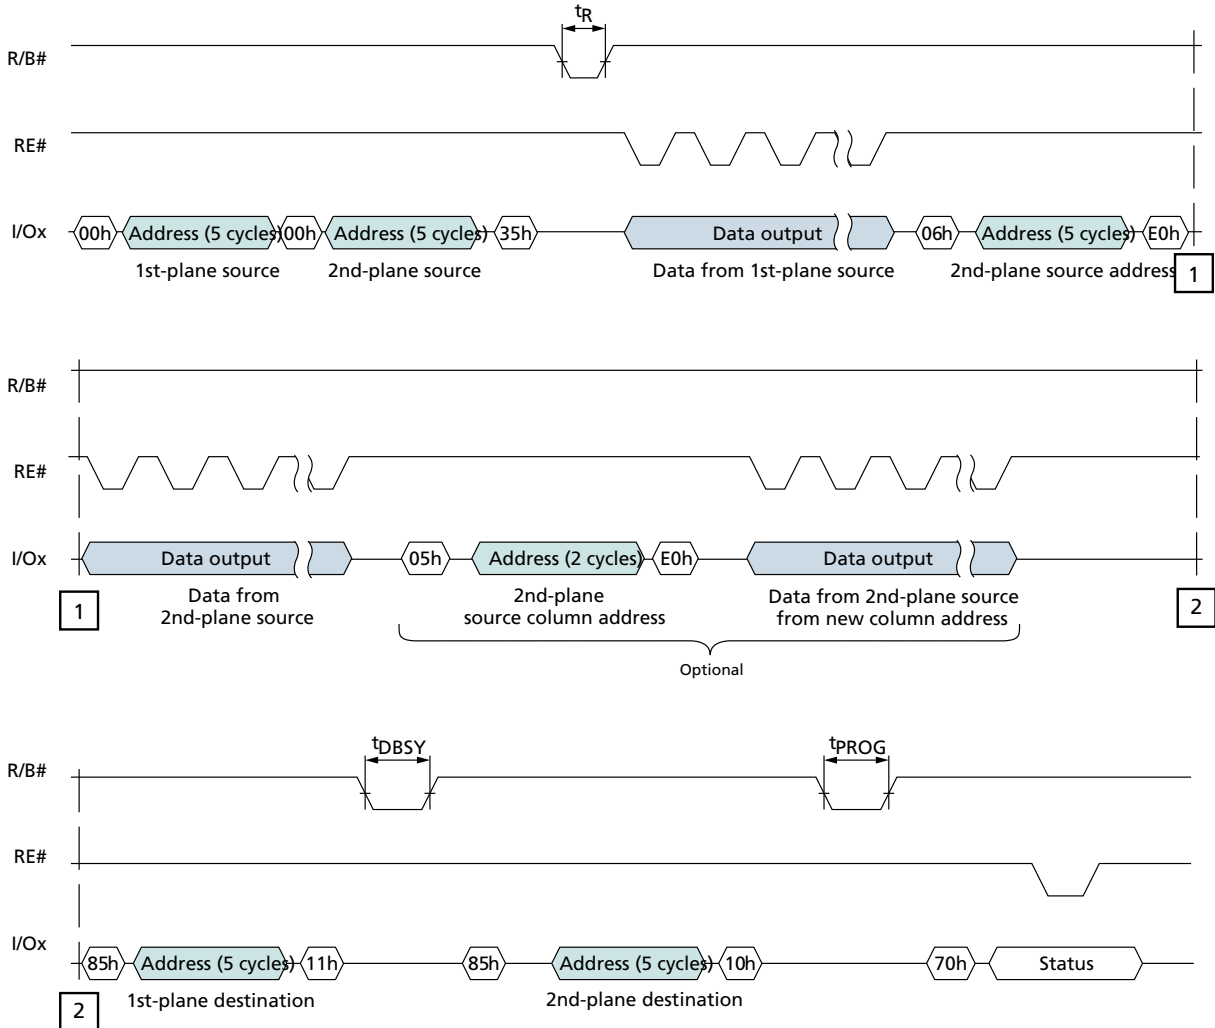 tR
R/B#
RE#
I/Ox 00h Address (5 cycles) 00h Address (5 cycles) 35h Data output 06h Address (5 cycles) E0h
1st-plane source 2nd-plane source Data from 1st-plane source 2nd-plane source address 1
R/B#
RE#
I/Ox Data output 05h Address (2 cycles) E0h Data output
1 Data from 2nd-plane Data from 2nd-plane source 2
2nd-plane source source column address from new column address
Optional
tDBSY tPROG
R/B#
RE#
I/Ox
85h Address (5 cycles) 11h 85h Address (5 cycles) 10h 70h Status
2 1st-plane destination 2nd-plane destination